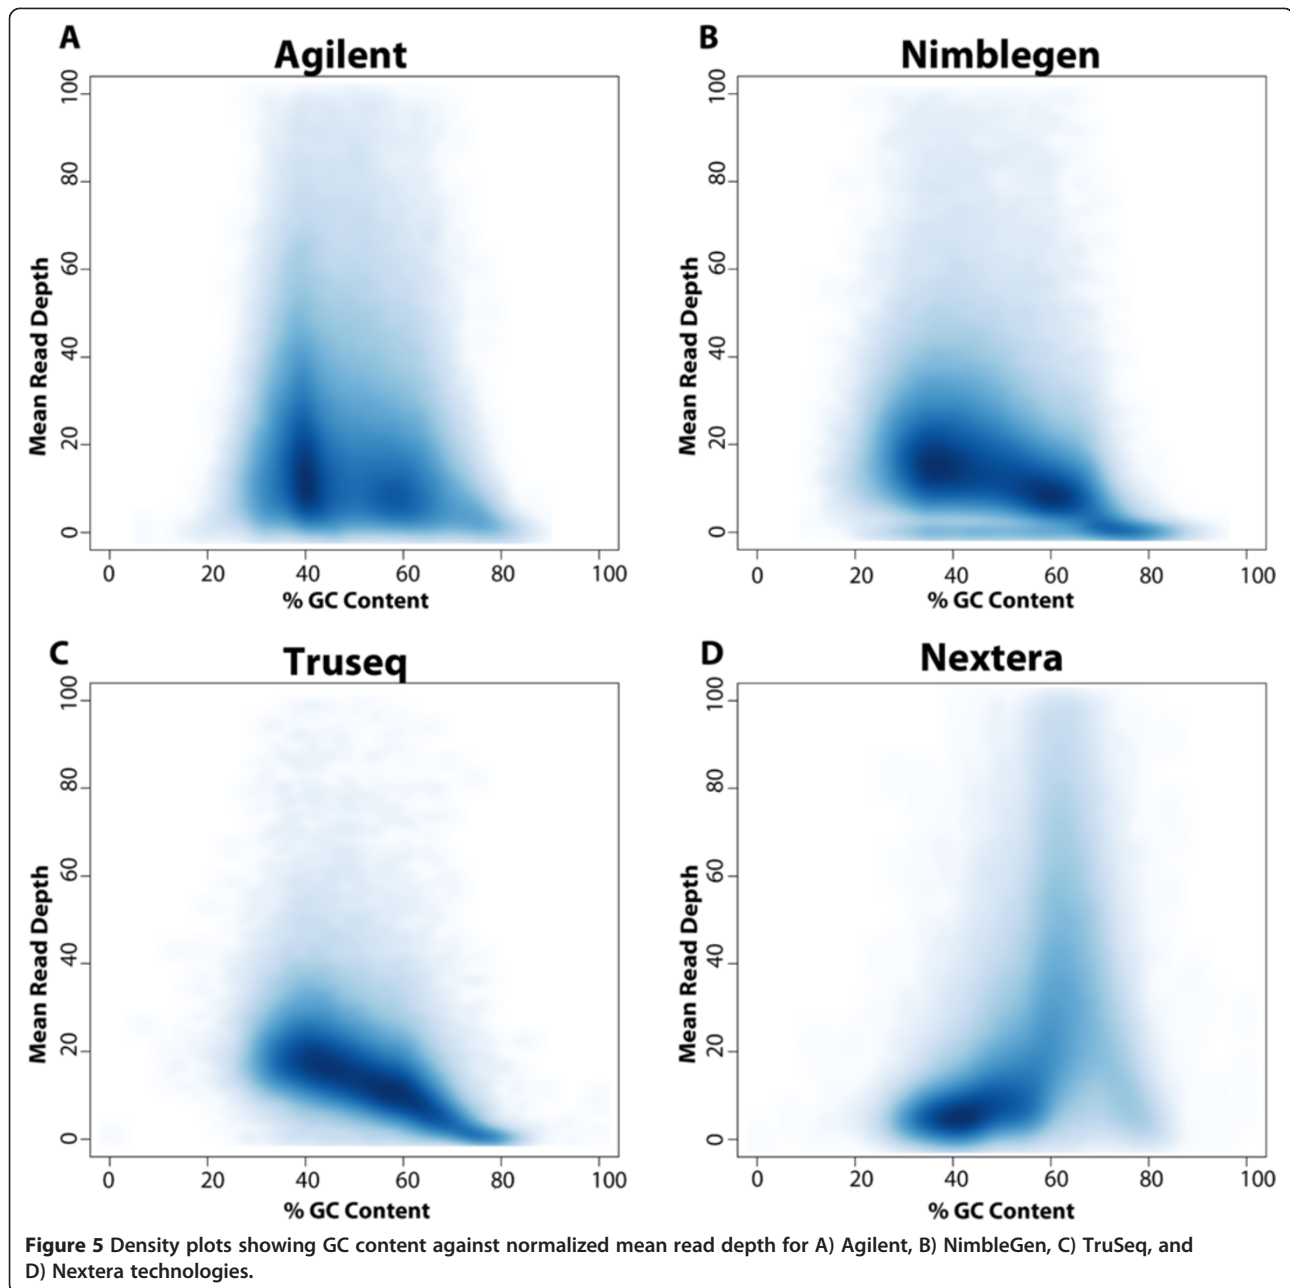 A
Agilent
100
80
60
40
20
0
Mean Read Depth
0 20 40 60 80 100
% GC Content
B
Nimblegen
100
80
60
40
20
0
Mean Read Depth
0 20 40 60 80 100
% GC Content
C
Truseq
100
80
60
40
20
0
Mean Read Depth
0 20 40 60 80 100
% GC Content
D
Nextera
100
80
60
40
20
0
Mean Read Depth
0 20 40 60 80 100
% GC Content
Figure 5 Density plots showing GC content against normalized mean read depth for A) Agilent, B) NimbleGen, C) TruSeq, and
D) Nextera technologies.